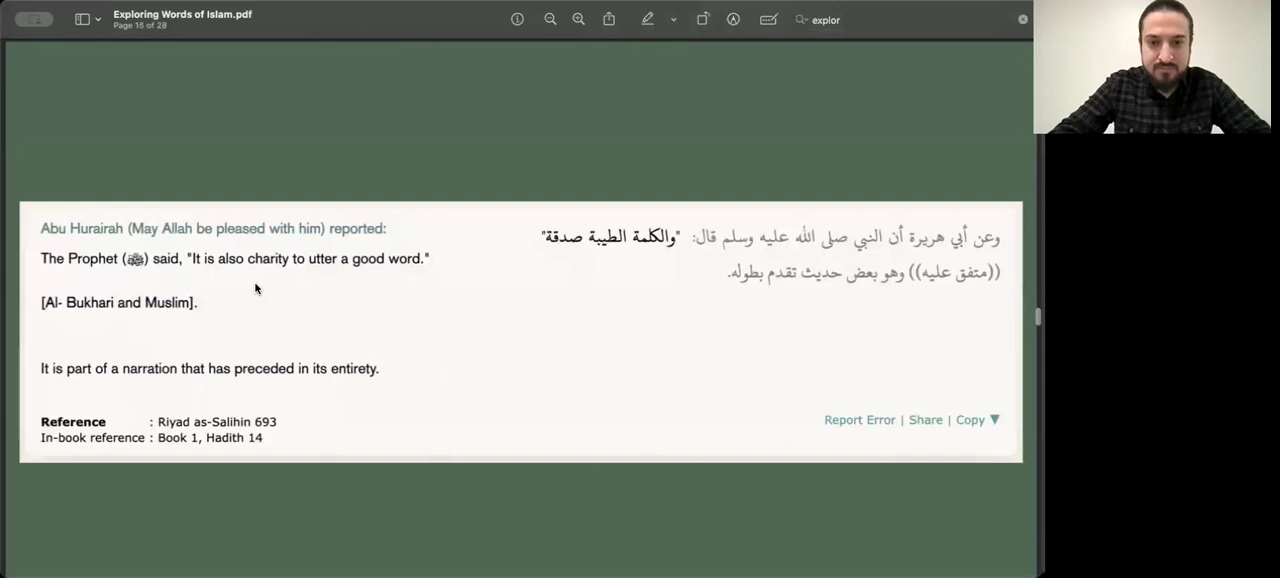 Exploring Words of Islam.pdf
Page 15 of 28
explor
Abu Hurairah (May Allah be pleased with him) reported:
The Prophet (ﷺ) said, "It is also charity to utter a good word."
[Al- Bukhari and Muslim].
It is part of a narration that has preceded in its entirety.
وعن أبي هريرة أن النبي صلى الله عليه وسلم قال: "والكلمة الطيبة صدقة"
((متفق عليه)) وهو بعض حديث تقدم بطوله.
Reference : Riyad as-Salihin 693
In-book reference : Book 1, Hadith 14
Report Error | Share | Copy ▼